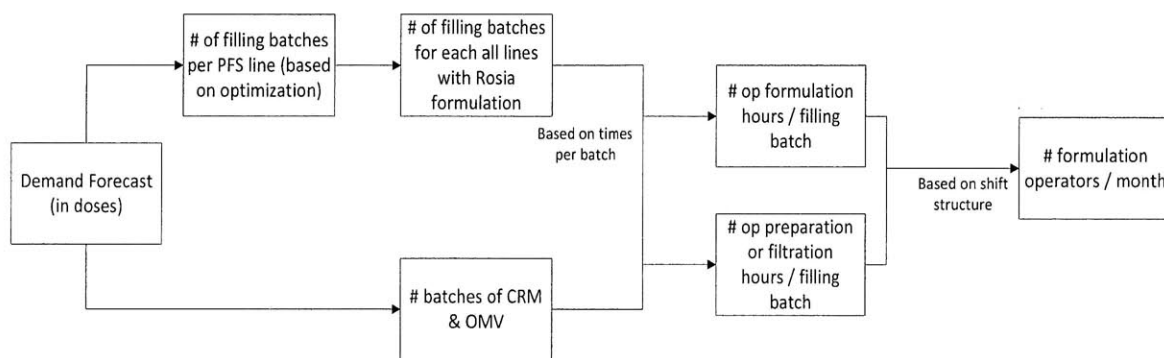 # of filling batches
per PFS line (based
on optimization)
# of filling batches
for each all lines
with Rosia
formulation
Demand Forecast
(in doses)
# batches of CRM
& OMV
Based on times
per batch
# op formulation
hours / filling
batch
# op preparation
or filtration
hours / filling
batch
Based on shift
structure
# formulation
operators / month